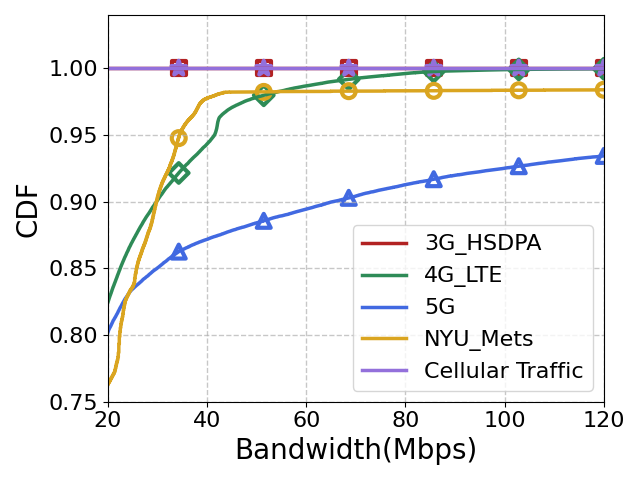 1.00
0.95
0.90
0.85
0.80
0.75
CDF
20 40 60 80 100 120
Bandwidth(Mbps)
3G_HSDPA
4G_LTE
5G
NYU_Mets
Cellular Traffic